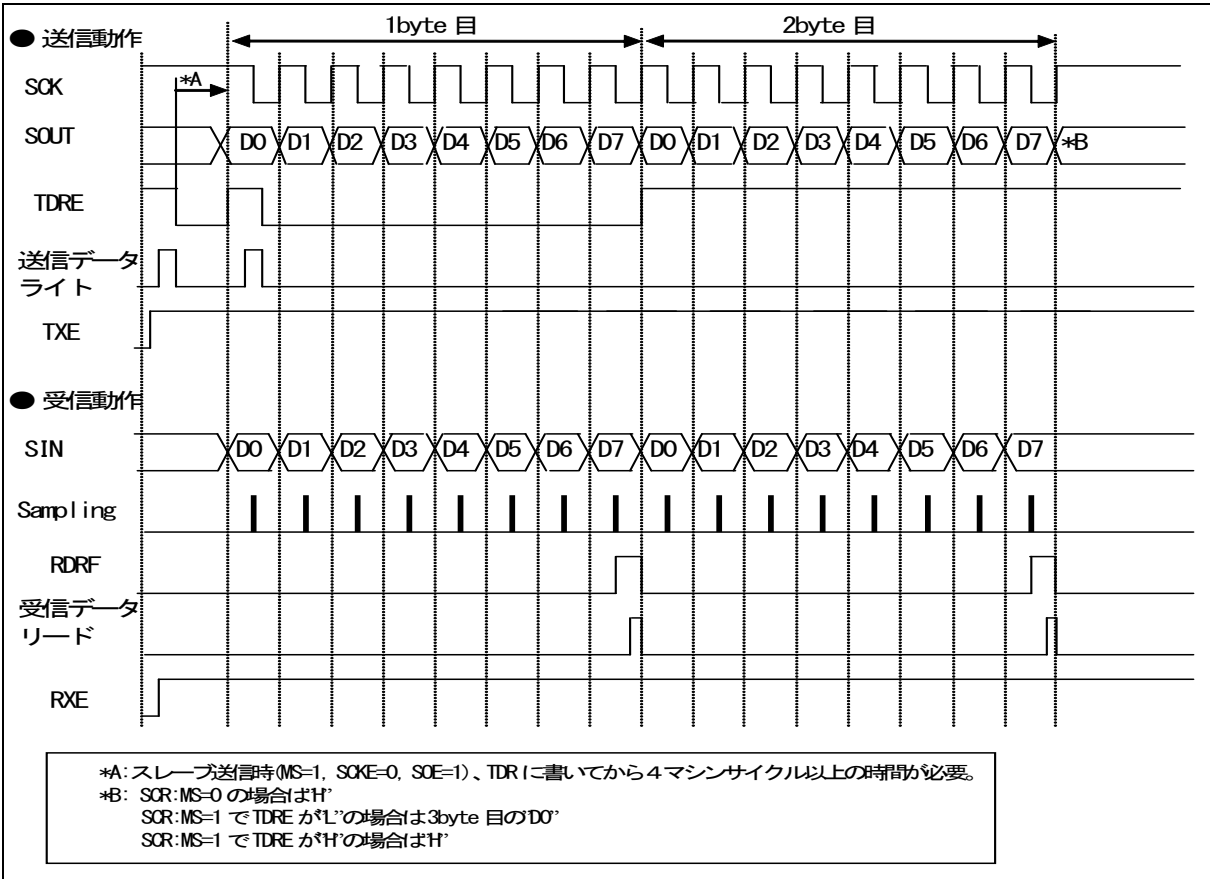 1byte 目 2byte 目
● 送信動作
SCK *A
SOUT D0 D1 D2 D3 D4 D5 D6 D7 D0 D1 D2 D3 D4 D5 D6 D7 *B
TDRE
送信データ
ライト
TXE
● 受信動作
SIN D0 D1 D2 D3 D4 D5 D6 D7 D0 D1 D2 D3 D4 D5 D6 D7
Sampling
RDRF
受信データ
リード
RXE
*A:スレーブ送信時(MS=1, SCKE=0, SOE=1)、TDRに書いてから4マシンサイクル以上の時間が必要。
*B: SCR:MS=0 の場合は"H"
SCR:MS=1 で TDRE が"L"の場合は3byte 目の"D0"
SCR:MS=1 で TDRE が"H"の場合は"H"